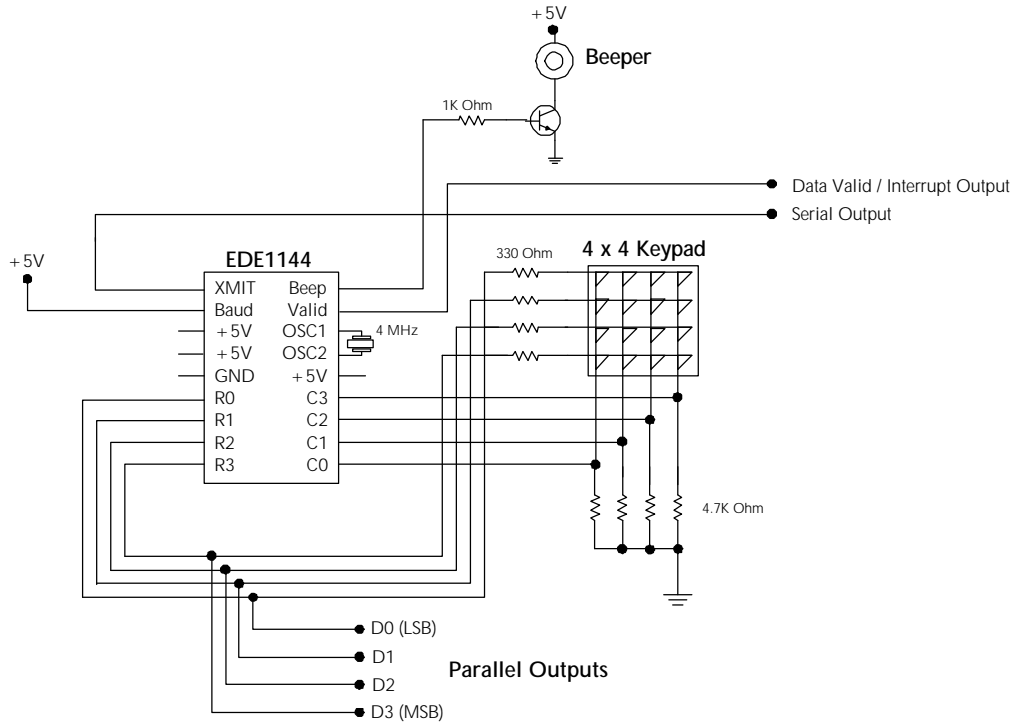 +5V
Beeper
1K Ohm
Data Valid / Interrupt Output
Serial Output
+5V
EDE1144
330 Ohm
4 x 4 Keypad
XMIT Beep
Baud Valid
+5V OSC1
4 MHz
+5V OSC2
GND +5V
R0 C3
R1 C2
R2 C1
R3 C0
4.7K Ohm
D0 (LSB)
D1
Parallel Outputs
D2
D3 (MSB)